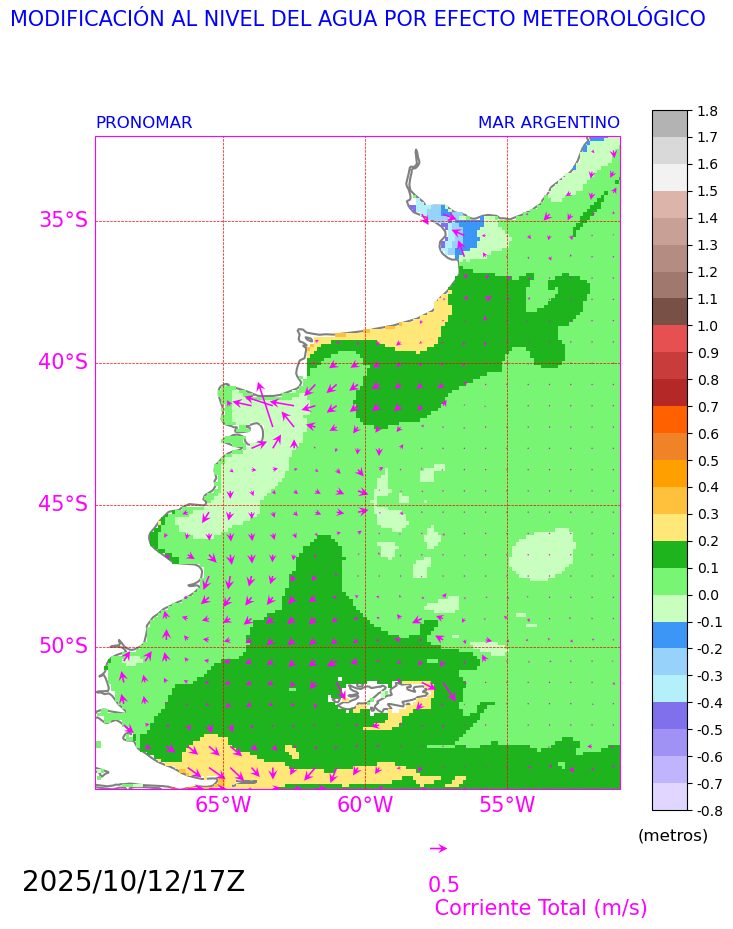 MODIFICACIÓN AL NIVEL DEL AGUA POR EFECTO METEOROLÓGICO
PRONOMAR MAR ARGENTINO
35°S
40°S
45°S
50°S
65°W 60°W 55°W
1.8
1.7
1.6
1.5
1.4
1.3
1.2
1.1
1.0
0.9
0.8
0.7
0.6
0.5
0.4
0.3
0.2
0.1
0.0
-0.1
-0.2
-0.3
-0.4
-0.5
-0.6
-0.7
-0.8
(metros)
2025/10/12/17Z
0.5
Corriente Total (m/s)